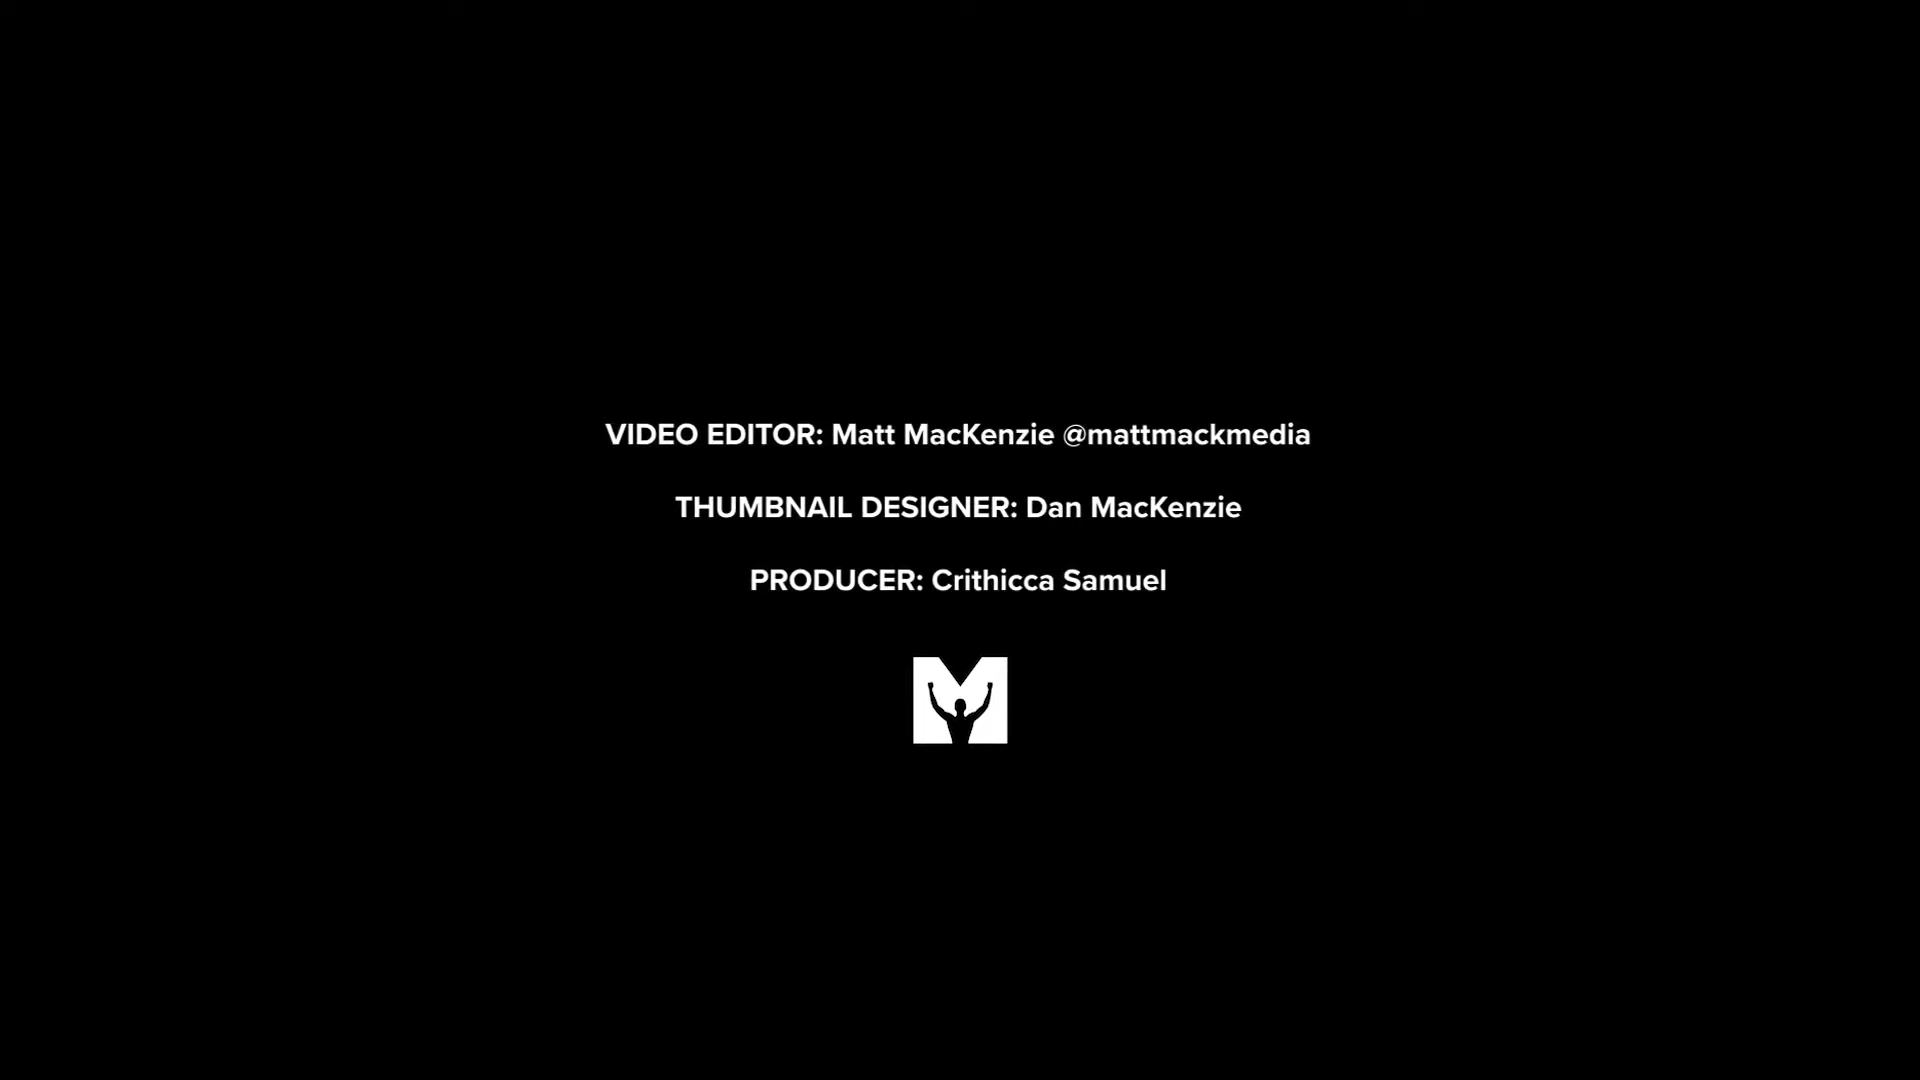 VIDEO EDITOR: Matt MacKenzie @mattmackmedia
THUMBNAIL DESIGNER: Dan MacKenzie
PRODUCER: Crithicca Samuel
M